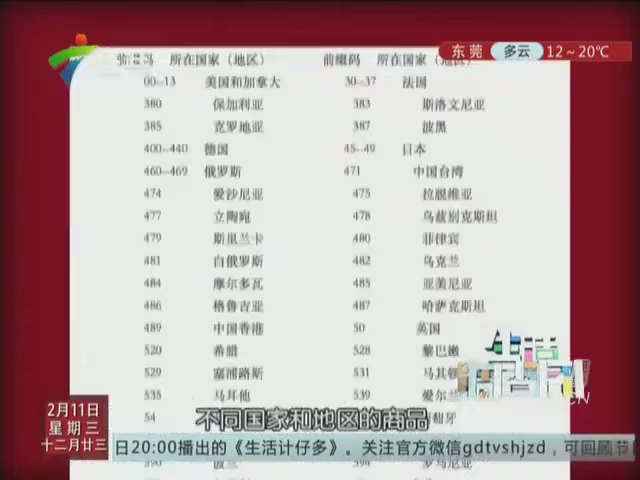 东莞 多云 12~20℃
所在国家（地区） 前缀码 所在国家（地区）
00--13 美国和加拿大 30--37 法国
380 保加利亚 383 斯洛文尼亚
385 克罗地亚 387 波黑
400--440 德国 45--49 日本
460--469 俄罗斯 471 中国台湾
474 爱沙尼亚 475 拉脱维亚
477 立陶宛 478 乌兹别克斯坦
479 斯里兰卡 480 菲律宾
481 白俄罗斯 482 乌克兰
484 摩尔多瓦 485 亚美尼亚
486 格鲁吉亚 487 哈萨克斯坦
489 中国香港 50 英国
520 希腊 528 黎巴嫩
529 塞浦路斯 531 马其顿
535 马耳他 539 爱尔兰
54 葡萄牙
不同国家和地区的商品
2月11日
星期三
十二月廿三
日20:00播出的《生活计仔多》。关注官方微信gdtvshjzd，可回顾节